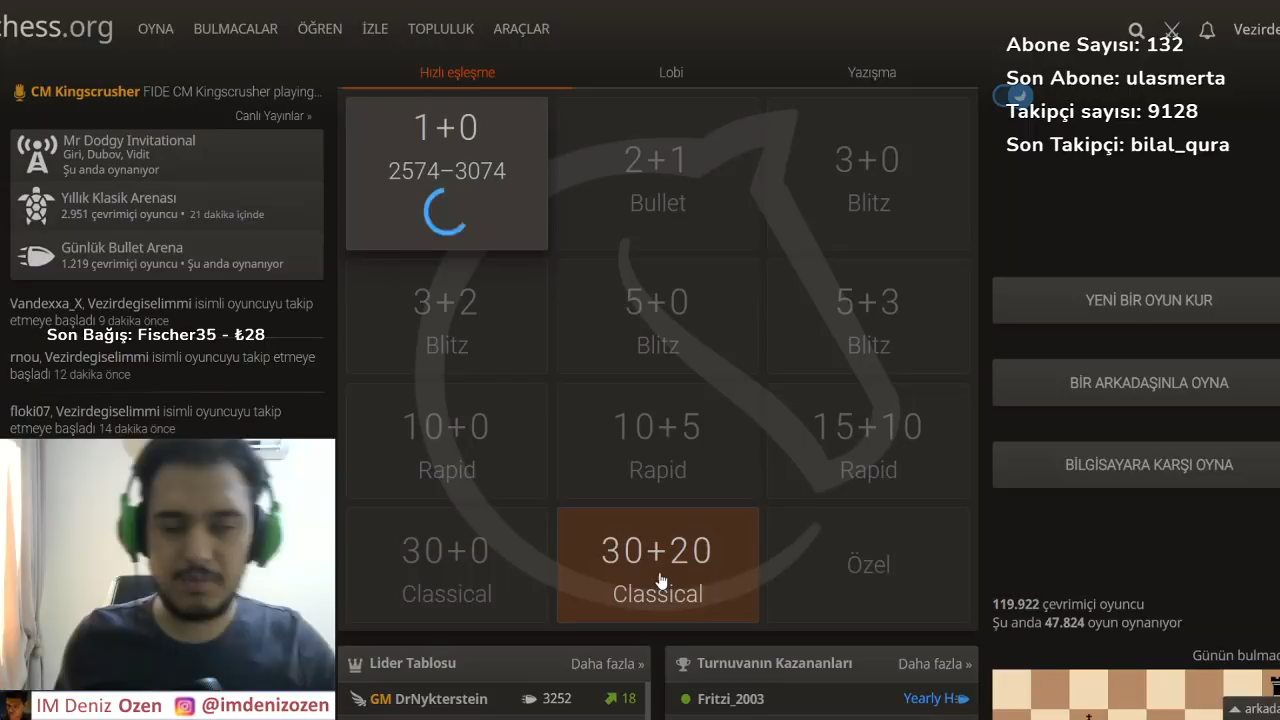 chess.org
OYNA
BULMACALAR
ÖĞREN
İZLE
TOPLULUK
ARAÇLAR
Abone Sayısı: 132
Son Abone: ulasmerta
Takipçi sayısı: 9128
Son Takipçi: bilal_qura
CM Kingscrusher FIDE CM Kingscrusher playing...
Canlı Yayınlar »
Mr Dodgy Invitational
Giri, Dubov, Vidit
Şu anda oynanıyor
Yıllık Klasik Arenası
2.951 çevrimiçi oyuncu • 21 dakika içinde
Günlük Bullet Arena
1.219 çevrimiçi oyuncu • Şu anda oynanıyor
Vandexxa_X, Vezirdegiselimmi isimli oyuncuyu takip
etmeye başladı 9 dakika önce
Son Bağış: Fischer35 - ₺28
rnou, Vezirdegiselimmi isimli oyuncuyu takip etmeye
başladı 12 dakika önce
floki07, Vezirdegiselimmi isimli oyuncuyu takip
etmeye başladı 14 dakika önce
Hızlı eşleşme
Lobi
Yazışma
1+0
2574–3074
2+1
Bullet
3+0
Blitz
3+2
Blitz
5+0
Blitz
5+3
Blitz
10+0
Rapid
10+5
Rapid
15+10
Rapid
30+0
Classical
30+20
Classical
Özel
YENİ BİR OYUN KUR
BİR ARKADAŞINLA OYNA
BİLGİSAYARA KARŞI OYNA
119.922 çevrimiçi oyuncu
Şu anda 47.824 oyun oynanıyor
Lider Tablosu
Daha fazla »
GM DrNykterstein 3252 18
Turnuvanın Kazananları
Daha fazla »
Fritzi_2003
IM Deniz Ozen @imdenizozen